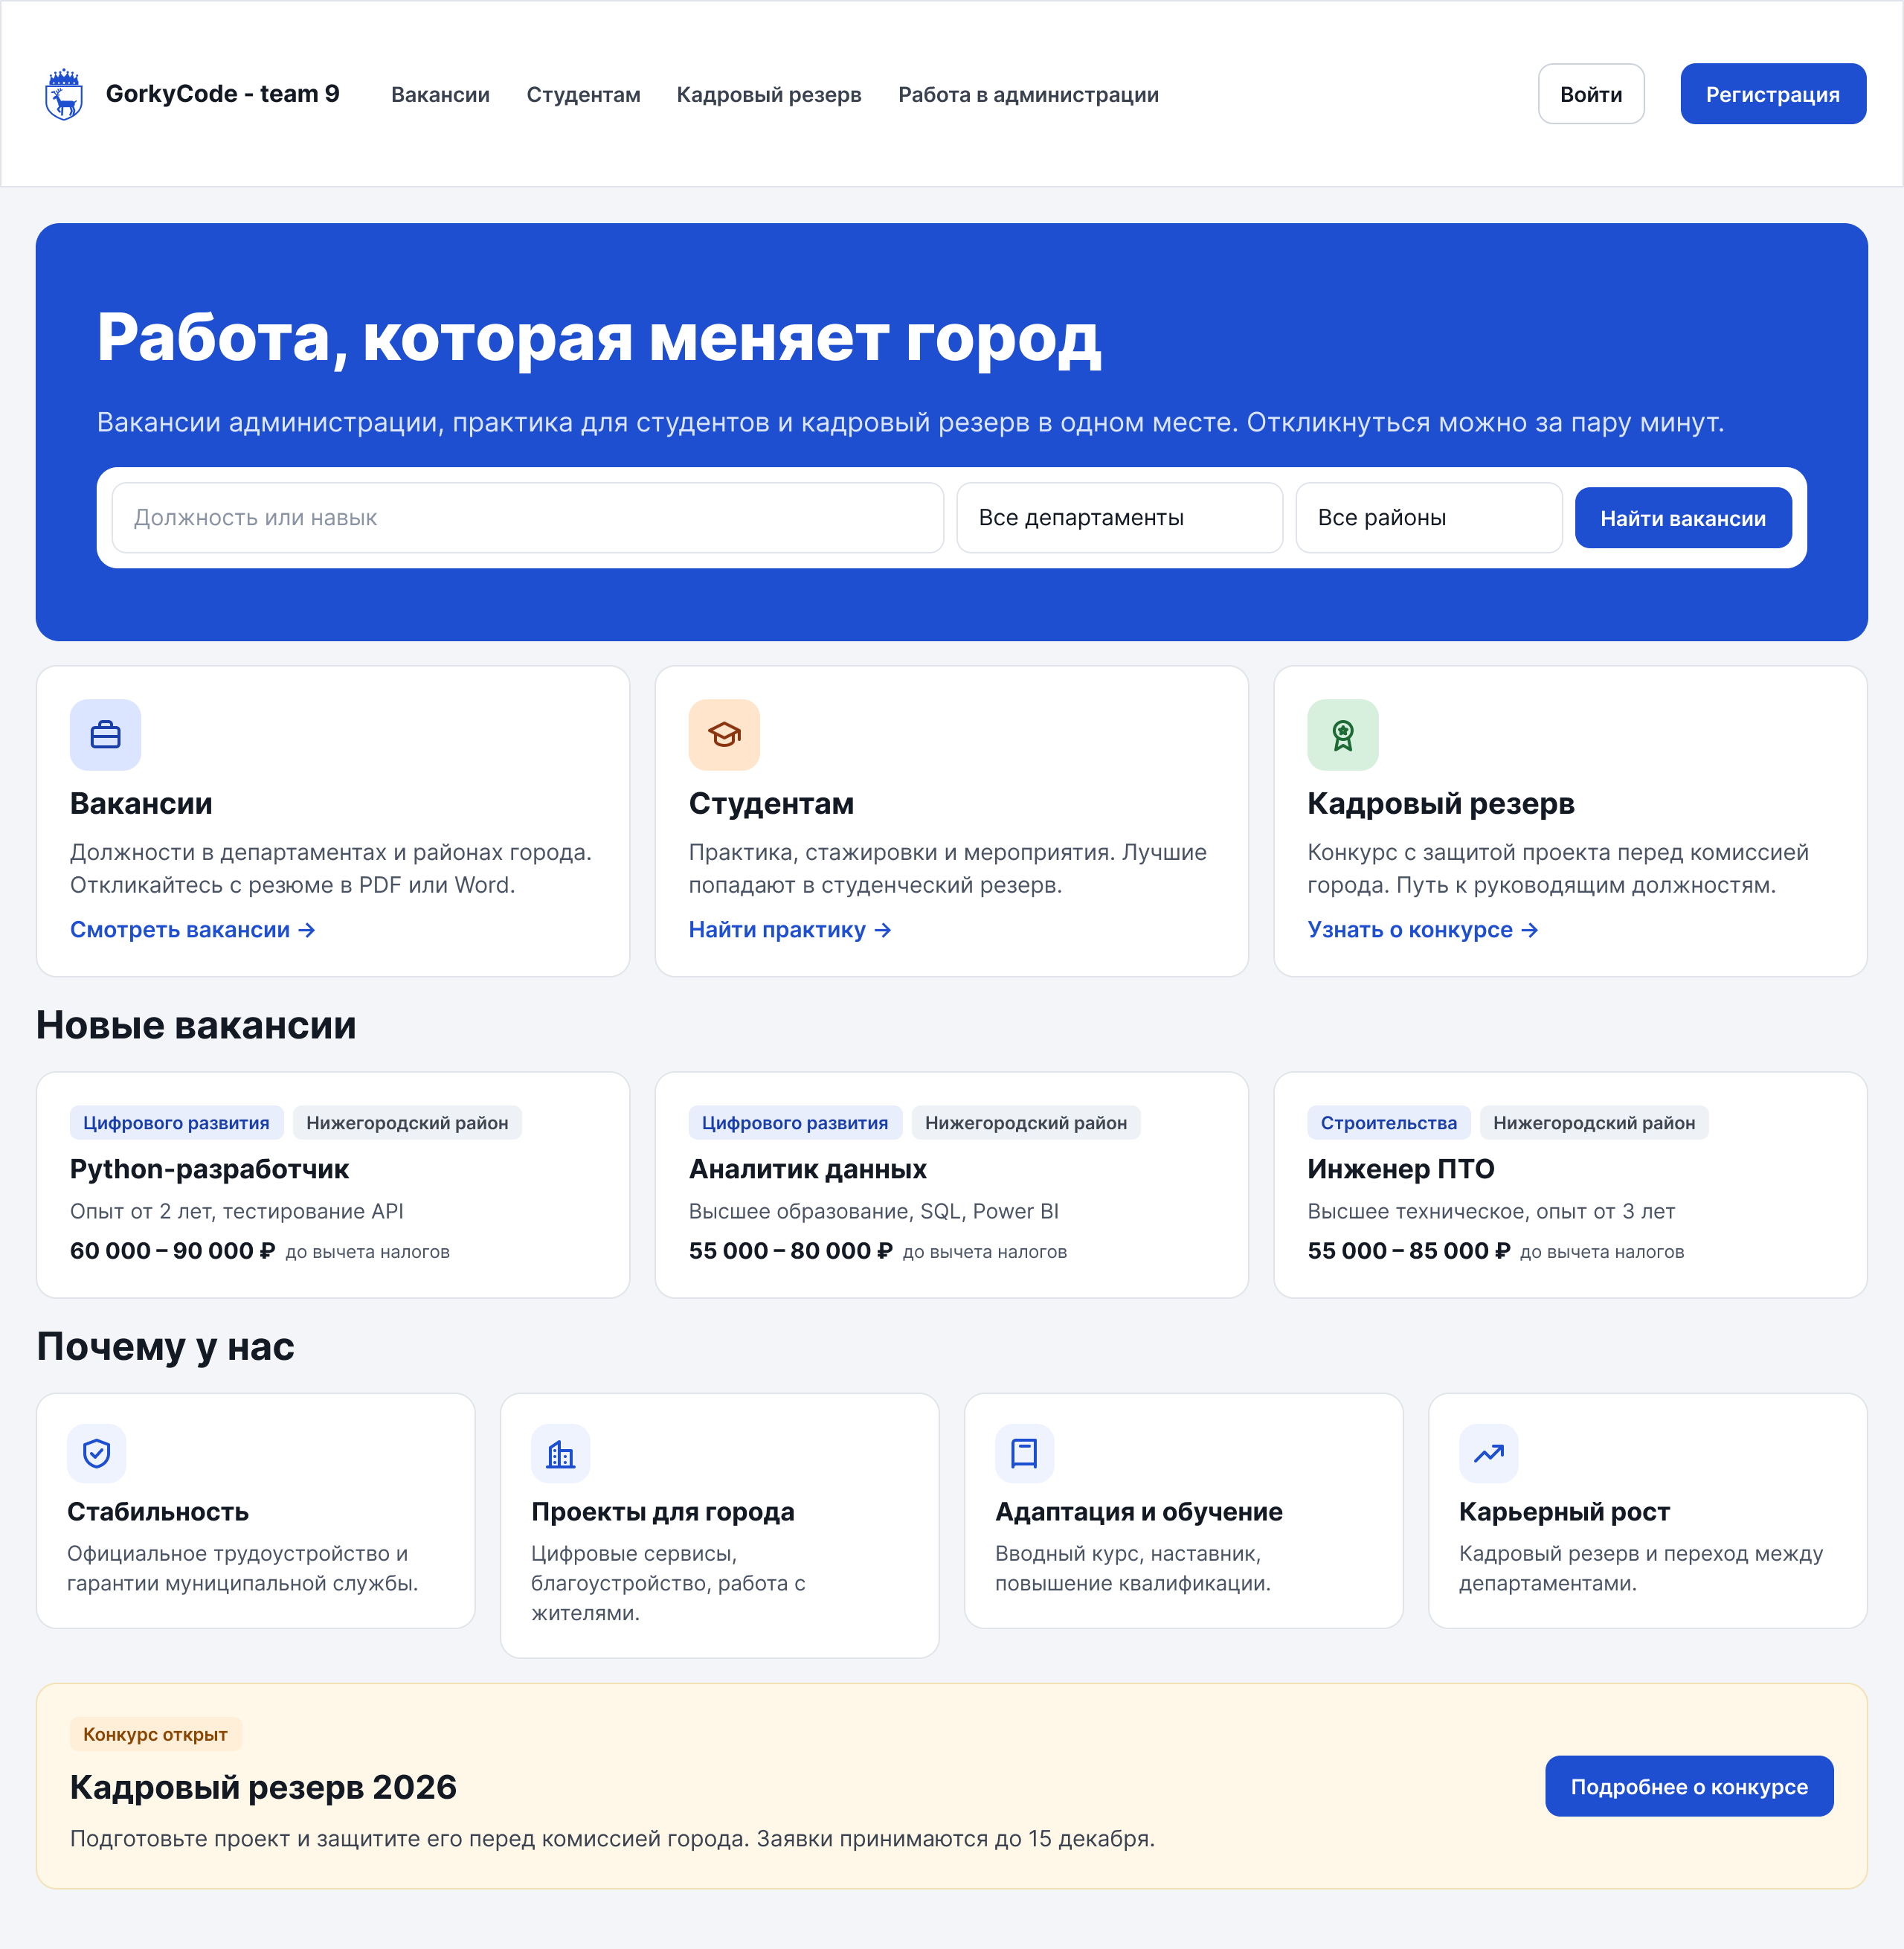 GorkyCode - team 9
Вакансии
Студентам
Кадровый резерв
Работа в администрации
Войти
Регистрация
Работа, которая меняет город
Вакансии администрации, практика для студентов и кадровый резерв в одном месте. Откликнуться можно за пару минут.
Должность или навык
Все департаменты
Все районы
Найти вакансии
Вакансии
Должности в департаментах и районах города.
Откликайтесь с резюме в PDF или Word.
Смотреть вакансии →
Студентам
Практика, стажировки и мероприятия. Лучшие
попадают в студенческий резерв.
Найти практику →
Кадровый резерв
Конкурс с защитой проекта перед комиссией
города. Путь к руководящим должностям.
Узнать о конкурсе →
Новые вакансии
Цифрового развития
Нижегородский район
Python-разработчик
Опыт от 2 лет, тестирование API
60 000 – 90 000 ₽ до вычета налогов
Цифрового развития
Нижегородский район
Аналитик данных
Высшее образование, SQL, Power BI
55 000 – 80 000 ₽ до вычета налогов
Строительства
Нижегородский район
Инженер ПТО
Высшее техническое, опыт от 3 лет
55 000 – 85 000 ₽ до вычета налогов
Почему у нас
Стабильность
Официальное трудоустройство и
гарантии муниципальной службы.
Проекты для города
Цифровые сервисы,
благоустройство, работа с
жителями.
Адаптация и обучение
Вводный курс, наставник,
повышение квалификации.
Карьерный рост
Кадровый резерв и переход между
департаментами.
Конкурс открыт
Кадровый резерв 2026
Подготовьте проект и защитите его перед комиссией города. Заявки принимаются до 15 декабря.
Подробнее о конкурсе